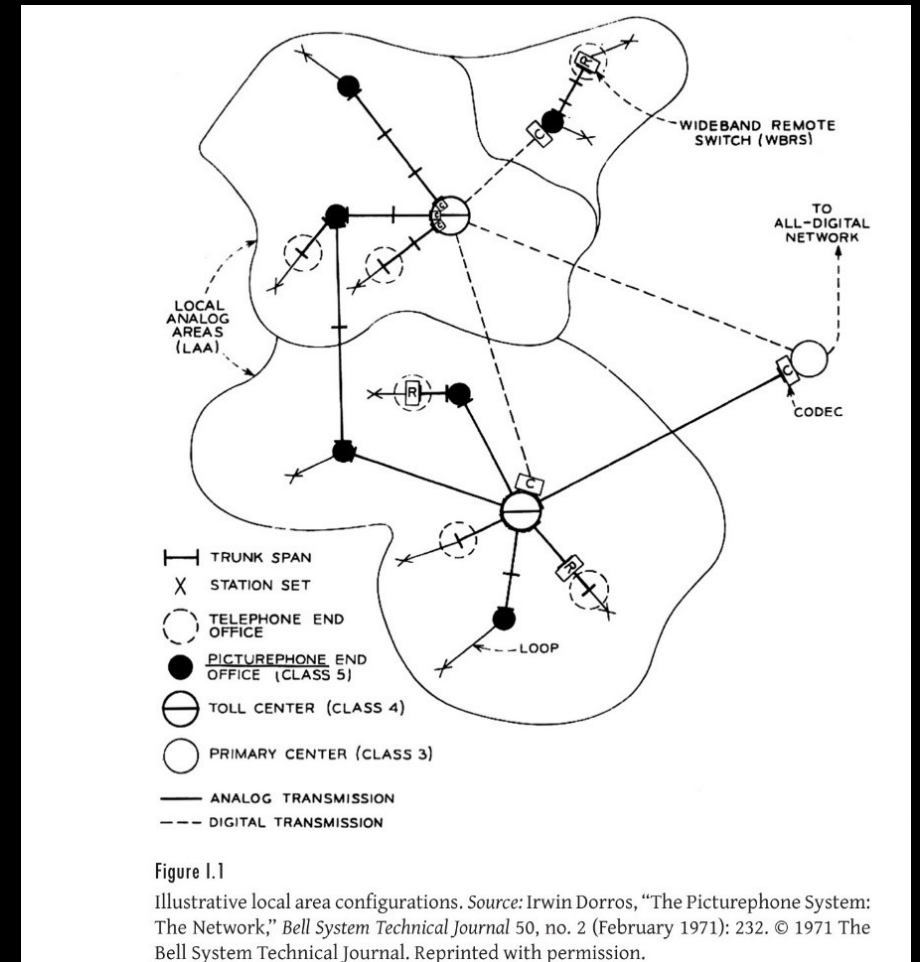 R
C
WIDEBAND REMOTE
SWITCH (WBRS)
TO
ALL-DIGITAL
NETWORK
C
C
C
LOCAL
ANALOG
AREAS
(LAA)
R
C
CODEC
C
R
LOOP
TRUNK SPAN
STATION SET
TELEPHONE END
OFFICE
PICTUREPHONE END
OFFICE (CLASS 5)
TOLL CENTER (CLASS 4)
PRIMARY CENTER (CLASS 3)
ANALOG TRANSMISSION
DIGITAL TRANSMISSION
Figure I.1
Illustrative local area configurations. Source: Irwin Dorros, “The Picturephone System:
The Network,” Bell System Technical Journal 50, no. 2 (February 1971): 232. © 1971 The
Bell System Technical Journal. Reprinted with permission.